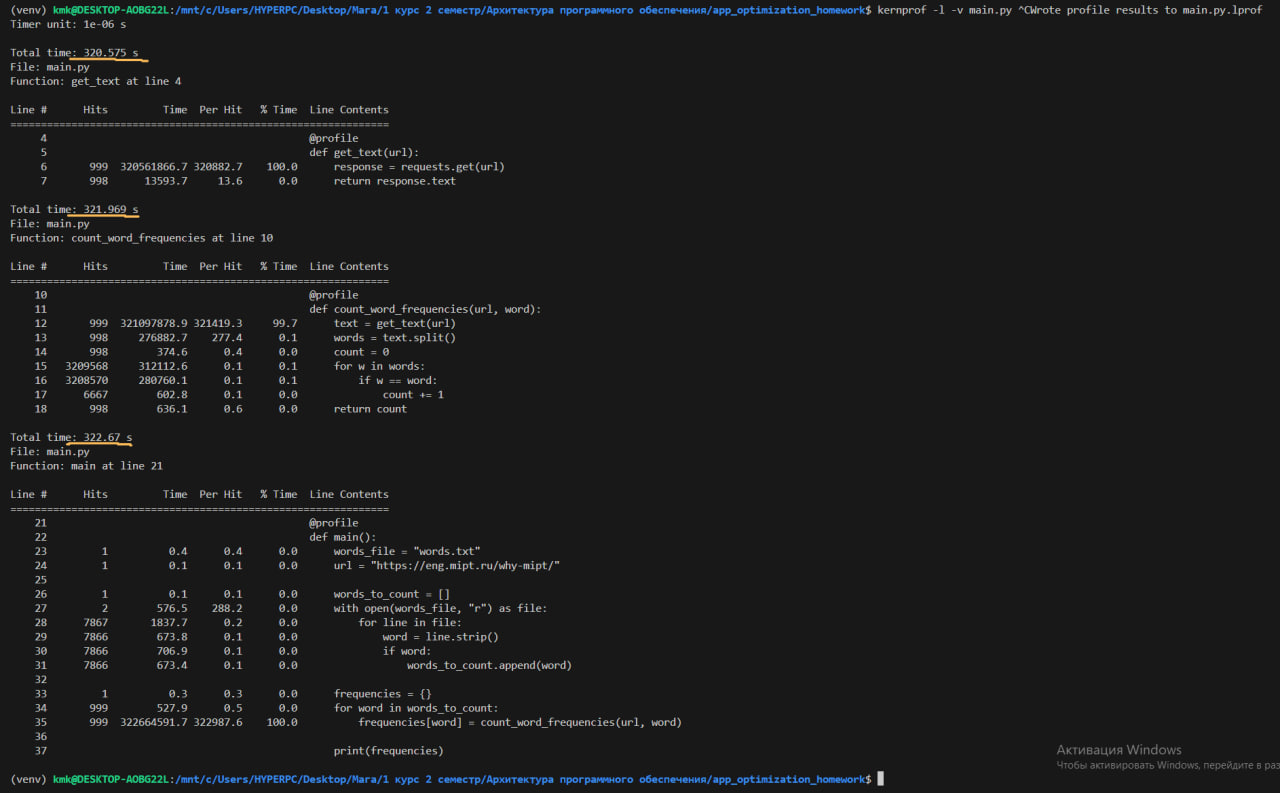 (venv) kmk@DESKTOP-AOBG22L:/mnt/c/Users/HYPERPC/Desktop/Mara/1 курс 2 семестр/Архитектура программного обеспечения/app_optimization_homework$ kernprof -l -v main.py ^CWrote profile results to main.py.lprof
Timer unit: 1e-06 s

Total time: 320.575 s
File: main.py
Function: get_text at line 4

Line #      Hits         Time  Per Hit   % Time  Line Contents
==============================================================
     4                                           @profile
     5                                           def get_text(url):
     6       999  320561866.7 320882.7    100.0      response = requests.get(url)
     7       998      13593.7     13.6      0.0      return response.text

Total time: 321.969 s
File: main.py
Function: count_word_frequencies at line 10

Line #      Hits         Time  Per Hit   % Time  Line Contents
==============================================================
    10                                           @profile
    11                                           def count_word_frequencies(url, word):
    12       999  321097878.9 321419.3     99.7      text = get_text(url)
    13       998     276882.7    277.4      0.1      words = text.split()
    14       998        374.6      0.4      0.0      count = 0
    15   3209568     312112.6      0.1      0.1      for w in words:
    16   3208570     280760.1      0.1      0.1          if w == word:
    17      6667        602.8      0.1      0.0              count += 1
    18       998        636.1      0.6      0.0      return count

Total time: 322.67 s
File: main.py
Function: main at line 21

Line #      Hits         Time  Per Hit   % Time  Line Contents
==============================================================
    21                                           @profile
    22                                           def main():
    23         1          0.4      0.4      0.0      words_file = "words.txt"
    24         1          0.1      0.1      0.0      url = "https://eng.mipt.ru/why-mipt/"
    25
    26         1          0.1      0.1      0.0      words_to_count = []
    27         2        576.5    288.2      0.0      with open(words_file, "r") as file:
    28      7867       1837.7      0.2      0.0          for line in file:
    29      7866        673.8      0.1      0.0              word = line.strip()
    30      7866        706.9      0.1      0.0              if word:
    31      7866        673.4      0.1      0.0                  words_to_count.append(word)
    32
    33         1          0.3      0.3      0.0      frequencies = {}
    34       999        527.9      0.5      0.0      for word in words_to_count:
    35       999  322664591.7 322987.6    100.0          frequencies[word] = count_word_frequencies(url, word)
    36
    37                                               print(frequencies)

(venv) kmk@DESKTOP-AOBG22L:/mnt/c/Users/HYPERPC/Desktop/Mara/1 курс 2 семестр/Архитектура программного обеспечения/app_optimization_homework$
Активация Windows
Чтобы активировать Windows, перейдите в раз